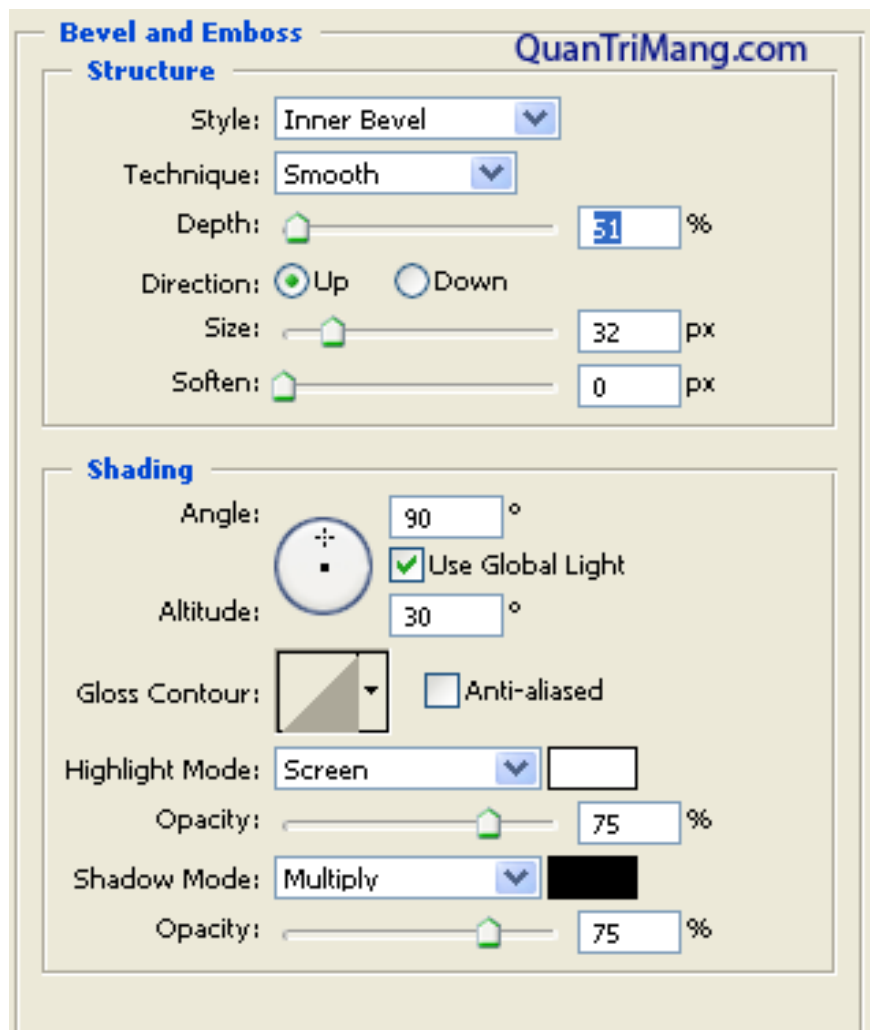 Bevel and Emboss
QuanTriMang.com
Structure
Style: Inner Bevel
Technique: Smooth
Depth: 51 %
Direction: Up Down
Size: 32 px
Soften: 0 px
Shading
Angle: 90 °
Use Global Light
Altitude: 30 °
Gloss Contour: Anti-aliased
Highlight Mode: Screen
Opacity: 75 %
Shadow Mode: Multiply
Opacity: 75 %